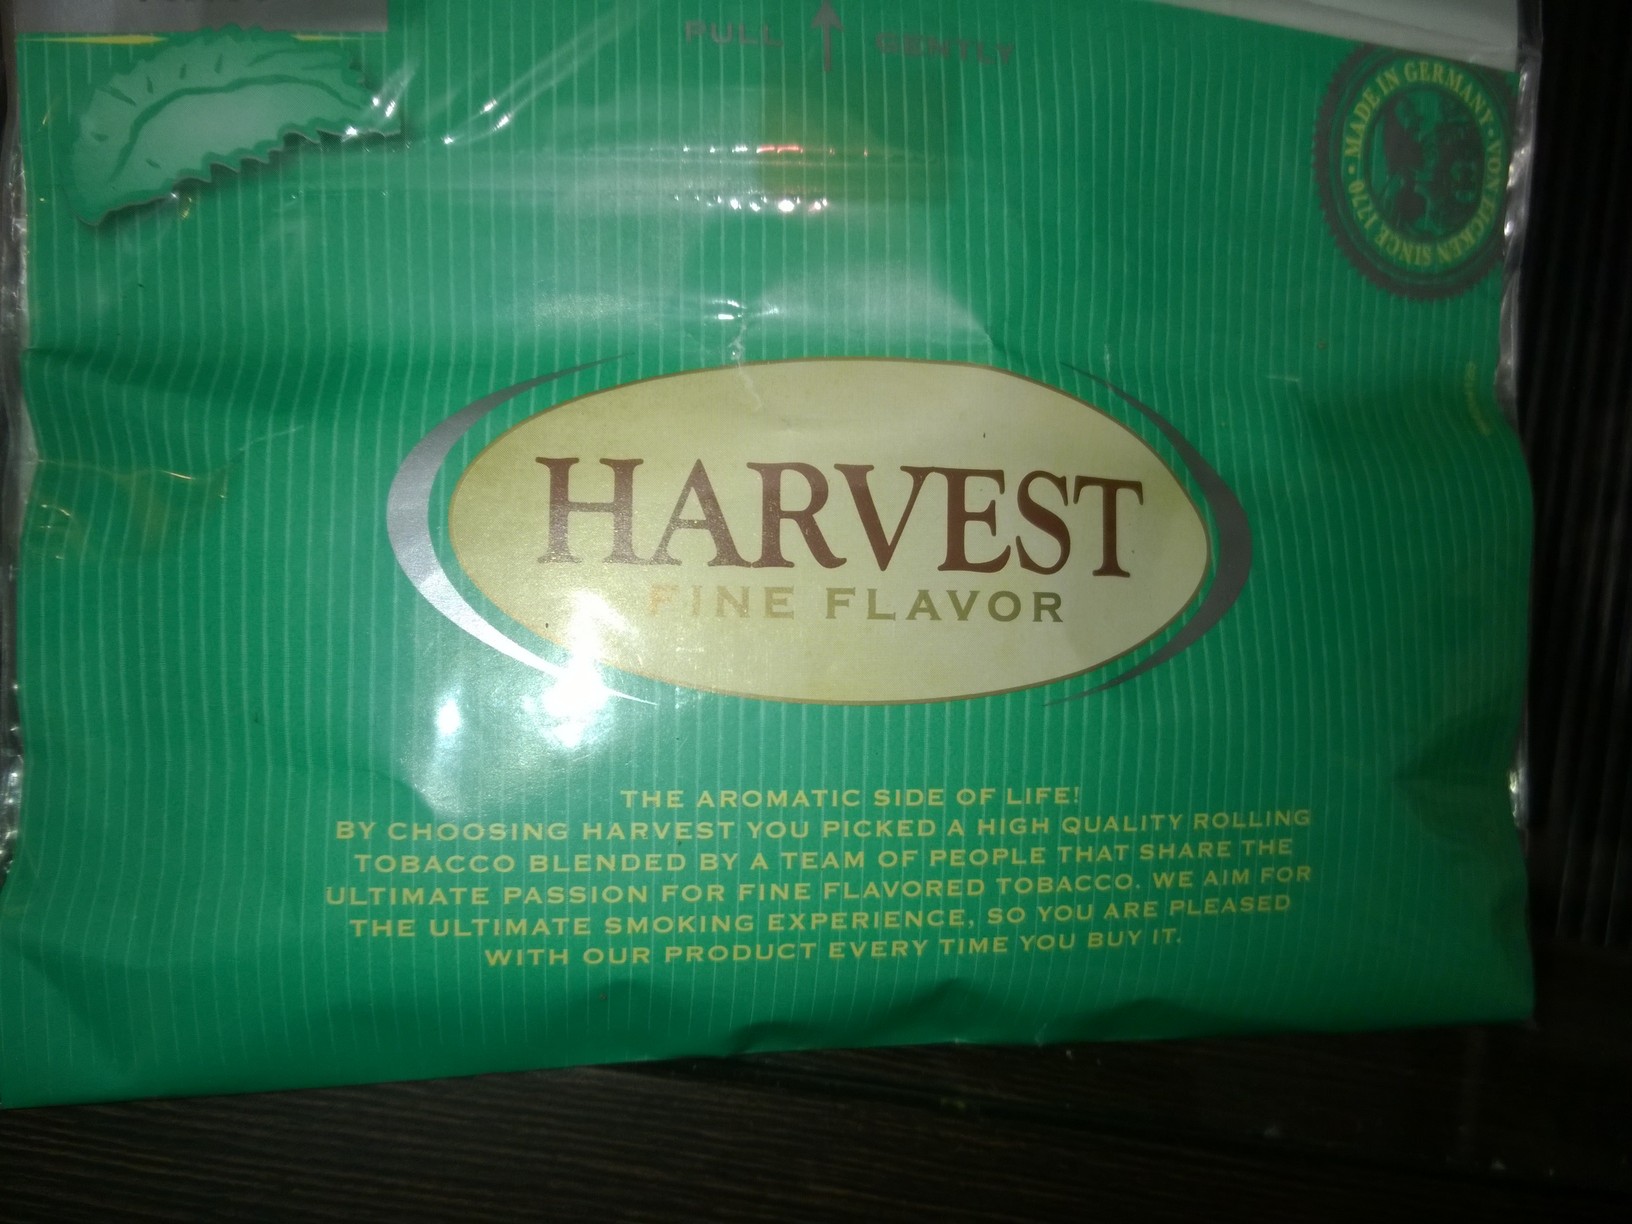 PULL GENTLY
MADE IN GERMANY • VON EICKEN SINCE 1770 •
HARVEST
FINE FLAVOR
THE AROMATIC SIDE OF LIFE!
BY CHOOSING HARVEST YOU PICKED A HIGH QUALITY ROLLING
TOBACCO BLENDED BY A TEAM OF PEOPLE THAT SHARE THE
ULTIMATE PASSION FOR FINE FLAVORED TOBACCO. WE AIM FOR
THE ULTIMATE SMOKING EXPERIENCE, SO YOU ARE PLEASED
WITH OUR PRODUCT EVERY TIME YOU BUY IT.